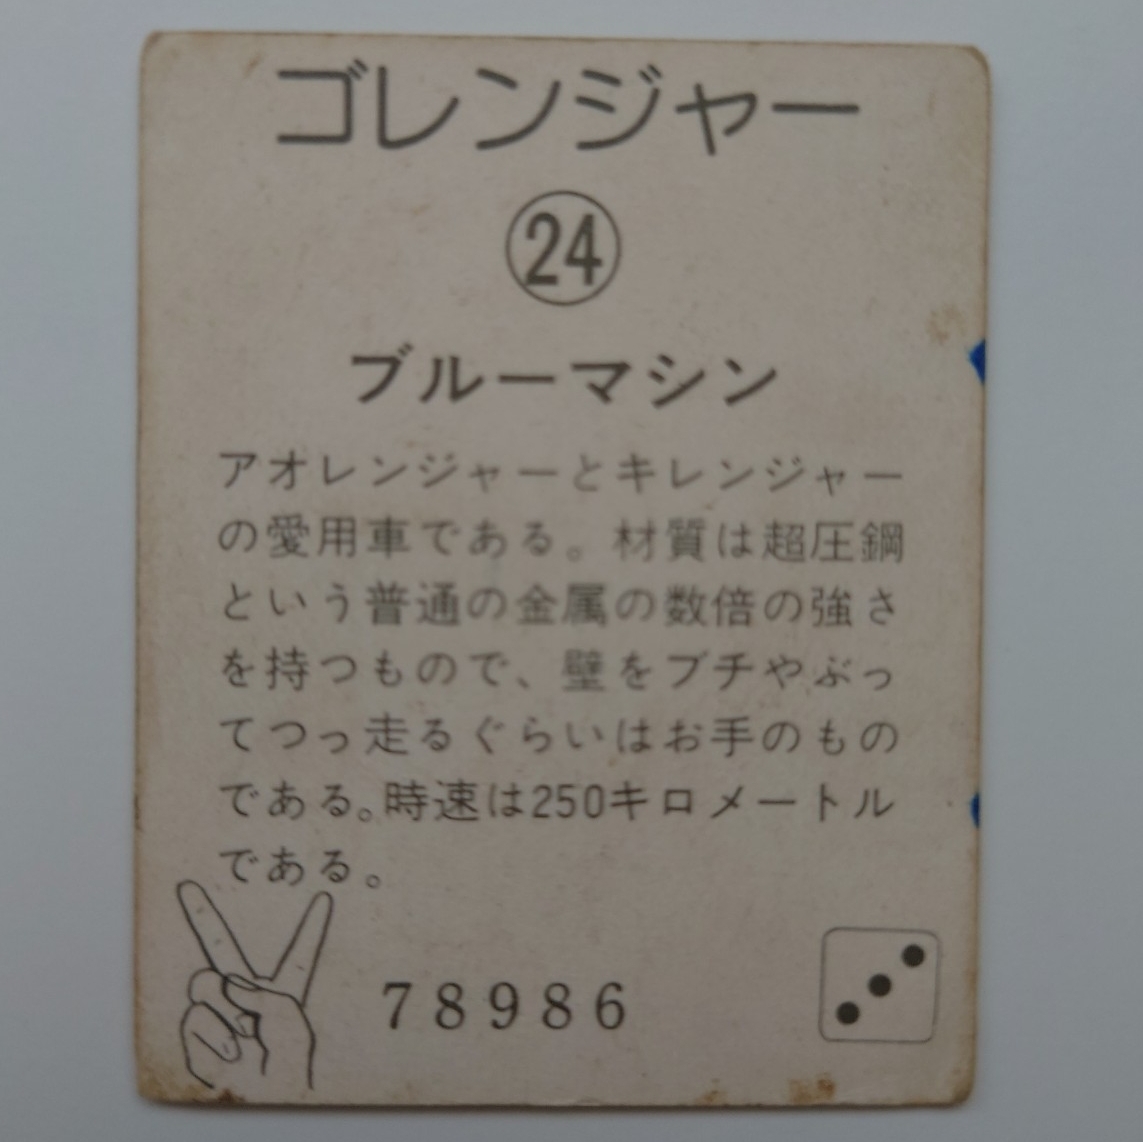 ゴレンジャー
24
ブルーマシン
アオレンジャーとキレンジャー
の愛用車である。材質は超圧鋼
という普通の金属の数倍の強さ
を持つもので、壁をブチやぶっ
てつっ走るぐらいはお手のもの
である。時速は250キロメートル
である。
78986